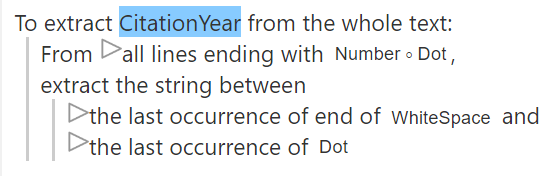 To extract CitationYear from the whole text:
From all lines ending with Number ∘ Dot,
extract the string between
the last occurrence of end of WhiteSpace and
the last occurrence of Dot